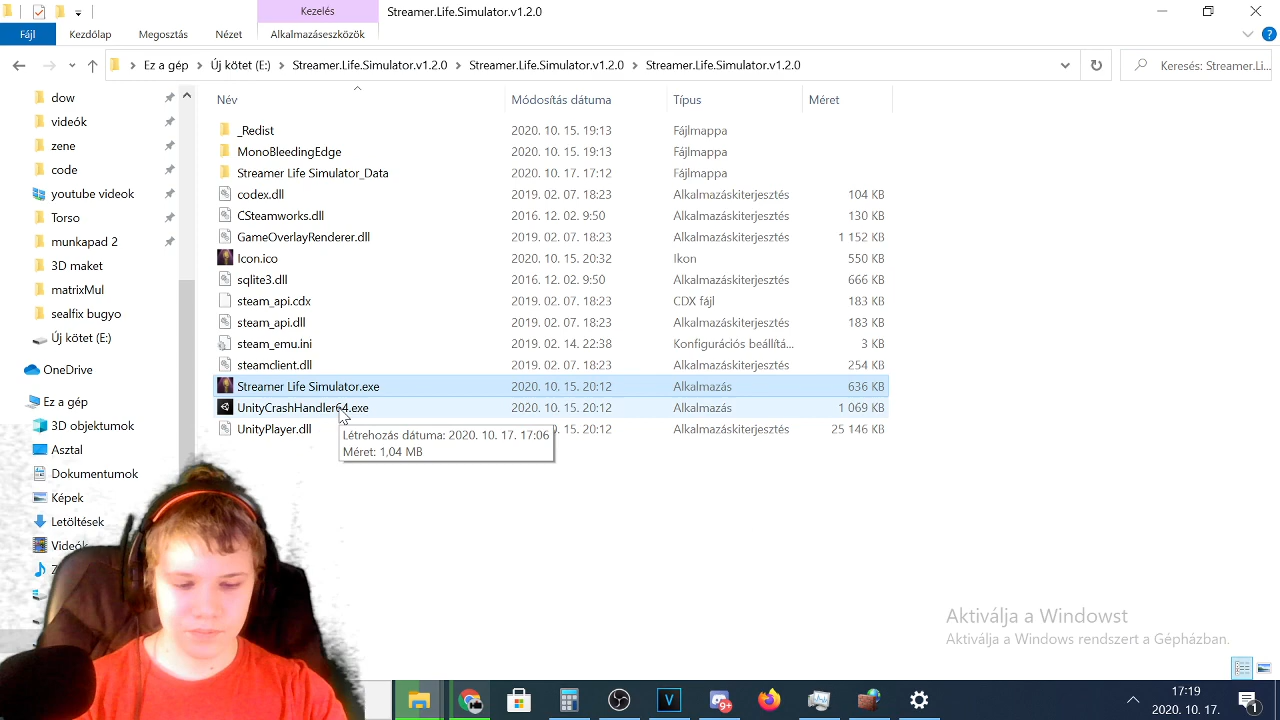 Kezelés
Streamer.Life.Simulator.v1.2.0
Fájl
Kezdőlap
Megosztás
Nézet
Alkalmazáseszközök
Ez a gép > Új kötet (E:) > Streamer.Life.Simulator.v1.2.0 > Streamer.Life.Simulator.v1.2.0 > Streamer.Life.Simulator.v1.2.0
Keresés: Streamer.Li...
dow
videók
zene
code
youtube videok
Torso
munkapad 2
3D maket
matrixMul
sealfix bugyo
Új kötet (E:)
OneDrive
Ez a gép
3D objektumok
Asztal
Dokumentumok
Képek
Letöltések
Videók
Név Módosítás dátuma Típus Méret
_Redist 2020. 10. 15. 19:13 Fájlmappa
MonoBleedingEdge 2020. 10. 15. 19:13 Fájlmappa
Streamer Life Simulator_Data 2020. 10. 17. 17:12 Fájlmappa
codex.dll 2019. 02. 07. 18:23 Alkalmazáskiterjesztés 104 KB
CSteamworks.dll 2016. 12. 02. 9:50 Alkalmazáskiterjesztés 130 KB
GameOverlayRenderer.dll 2019. 02. 07. 18:23 Alkalmazáskiterjesztés 1 152 KB
Icon.ico 2020. 10. 15. 20:32 Ikon 550 KB
sqlite3.dll 2016. 12. 02. 9:50 Alkalmazáskiterjesztés 666 KB
steam_api.cdx 2019. 02. 07. 18:23 CDX fájl 183 KB
steam_api.dll 2019. 02. 07. 18:23 Alkalmazáskiterjesztés 183 KB
steam_emu.ini 2019. 02. 14. 22:38 Konfigurációs beállítá... 3 KB
steamclient.dll 2019. 02. 07. 18:23 Alkalmazáskiterjesztés 254 KB
Streamer Life Simulator.exe 2020. 10. 15. 20:12 Alkalmazás 636 KB
UnityCrashHandler64.exe 2020. 10. 15. 20:12 Alkalmazás 1 069 KB
UnityPlayer.dll 15. 20:12 Alkalmazáskiterjesztés 25 146 KB
Létrehozás dátuma: 2020. 10. 17. 17:06
Méret: 1,04 MB
Aktiválja a Windowst
Aktiválja a Windows rendszert a Gépházban.
17:19
2020. 10. 17.